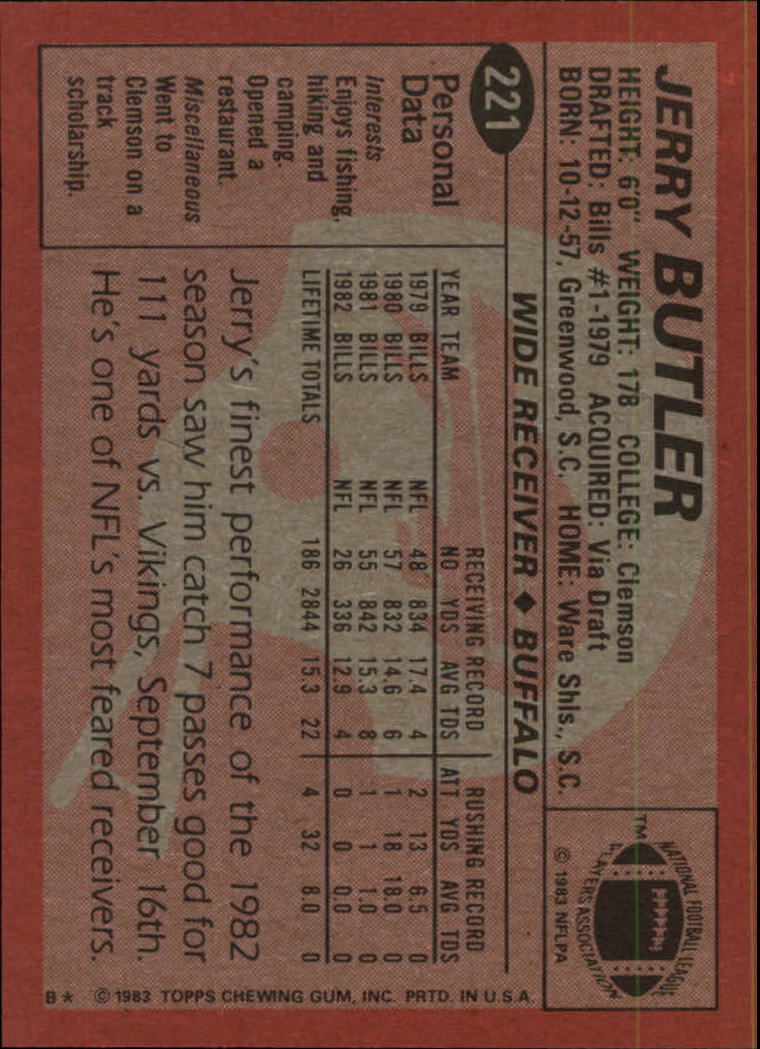 JERRY BUTLER
HEIGHT: 6'0" WEIGHT: 178 COLLEGE: Clemson
DRAFTED: Bills #1-1979 ACQUIRED: Via Draft
BORN: 10-12-57, Greenwood, S.C. HOME: Ware Shls., S.C.
NATIONAL FOOTBALL LEAGUE
PLAYERS ASSOCIATION
TM
© 1983 NFLPA
221
WIDE RECEIVER ◆ BUFFALO
Personal
Data
Interests
Enjoys fishing,
hiking and
camping.
Opened a
restaurant.
Miscellaneous
Went to
Clemson on a
track
scholarship.
RECEIVING RECORD RUSHING RECORD
YEAR TEAM NO YDS AVG TDS ATT YDS AVG TDS
1979 BILLS NFL 48 834 17.4 4 2 13 6.5 0
1980 BILLS NFL 57 832 14.6 6 1 18 18.0 0
1981 BILLS NFL 55 842 15.3 8 1 1 1.0 0
1982 BILLS NFL 26 336 12.9 4 0 0 0.0 0
LIFETIME TOTALS 186 2844 15.3 22 4 32 8.0 0
Jerry's finest performance of the 1982
season saw him catch 7 passes good for
111 yards vs. Vikings, September 16th.
He's one of NFL's most feared receivers.
B* © 1983 TOPPS CHEWING GUM, INC. PRTD. IN U.S.A.